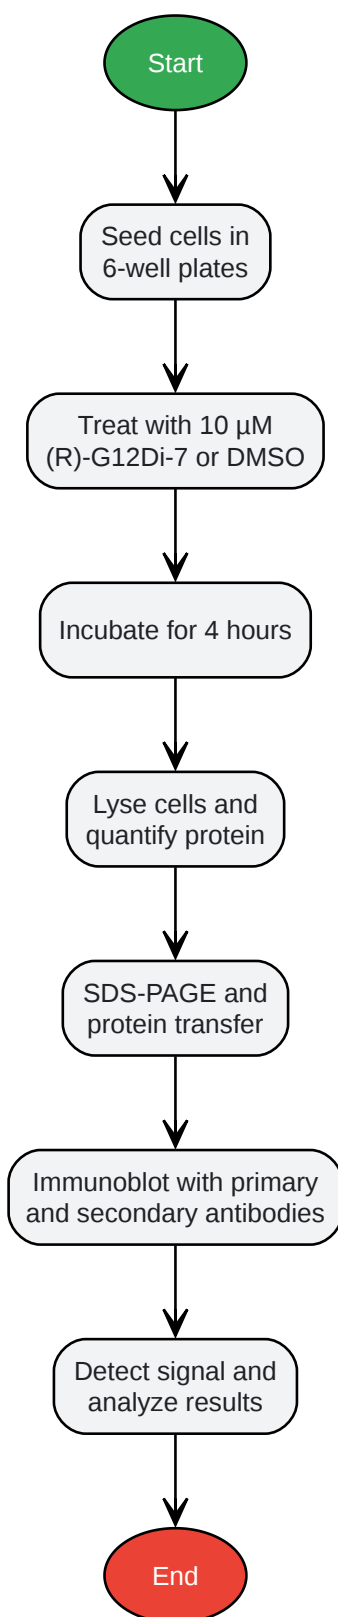 Start
Seed cells in
6-well plates
Treat with 10 µM
(R)-G12Di-7 or DMSO
Incubate for 4 hours
Lyse cells and
quantify protein
SDS-PAGE and
protein transfer
Immunoblot with primary
and secondary antibodies
Detect signal and
analyze results
End